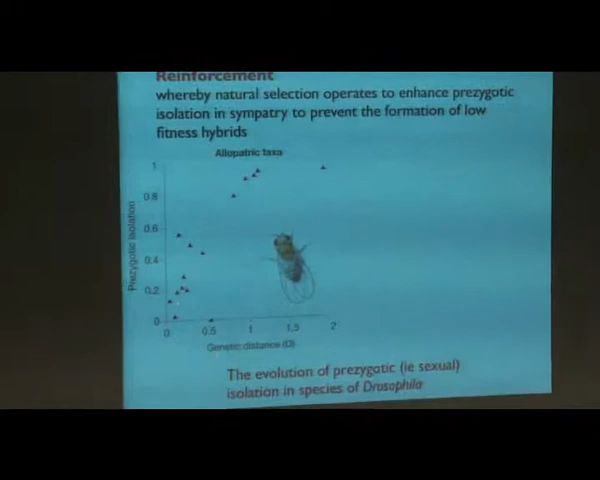 Reinforcement
whereby natural selection operates to enhance prezygotic
isolation in sympatry to prevent the formation of low
fitness hybrids
Allopatric taxa
1
0.8
0.6
0.4
0.2
0
Prezygotic isolation
0 0.5 1 1.5 2
Genetic distance (D)
The evolution of prezygotic (ie sexual)
isolation in species of Drosophila